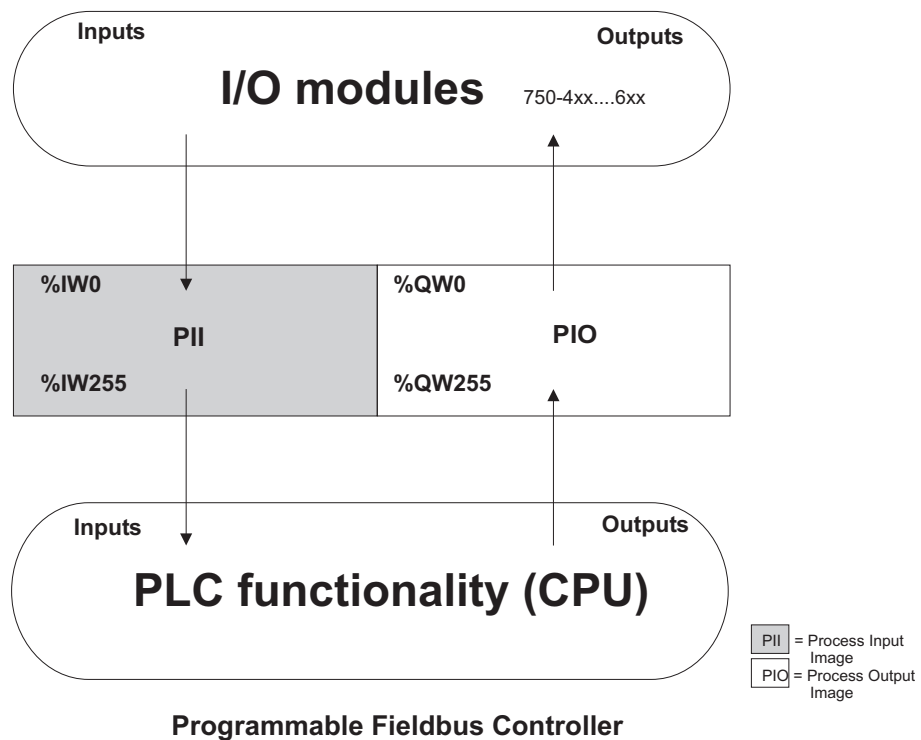 Inputs
Outputs
I/O modules 750-4xx....6xx
%IW0
%QW0
PII
PIO
%IW255
%QW255
Inputs
Outputs
PLC functionality (CPU)
PII = Process Input
Image
PIO = Process Output
Image
Programmable Fieldbus Controller